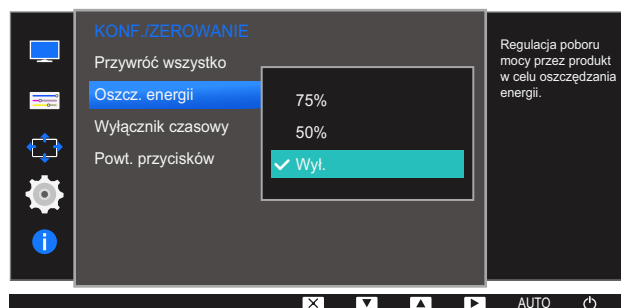 KONF./ZEROWANIE
Przywróć wszystko
Oszcz. energii
Wyłącznik czasowy
Powt. przycisków
75%
50%
Wył.
Regulacja poboru
mocy przez produkt
w celu oszczędzania
energii.
AUTO